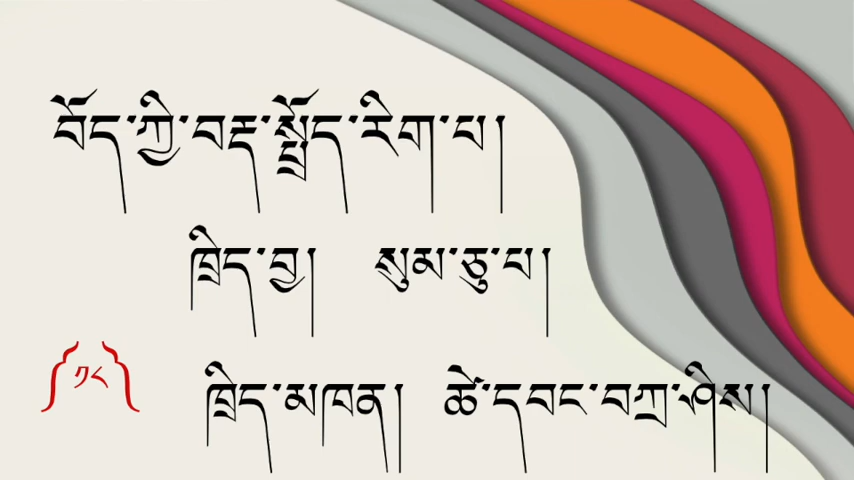 བོད་ཀྱི་བརྡ་སྤྲོད་རིག་པ།
ཁྲིད་བྱ། སུམ་ཅུ་པ།
༼༡༨༽
ཁྲིད་མཁན། ཚེ་དབང་བཀྲ་ཤིས།